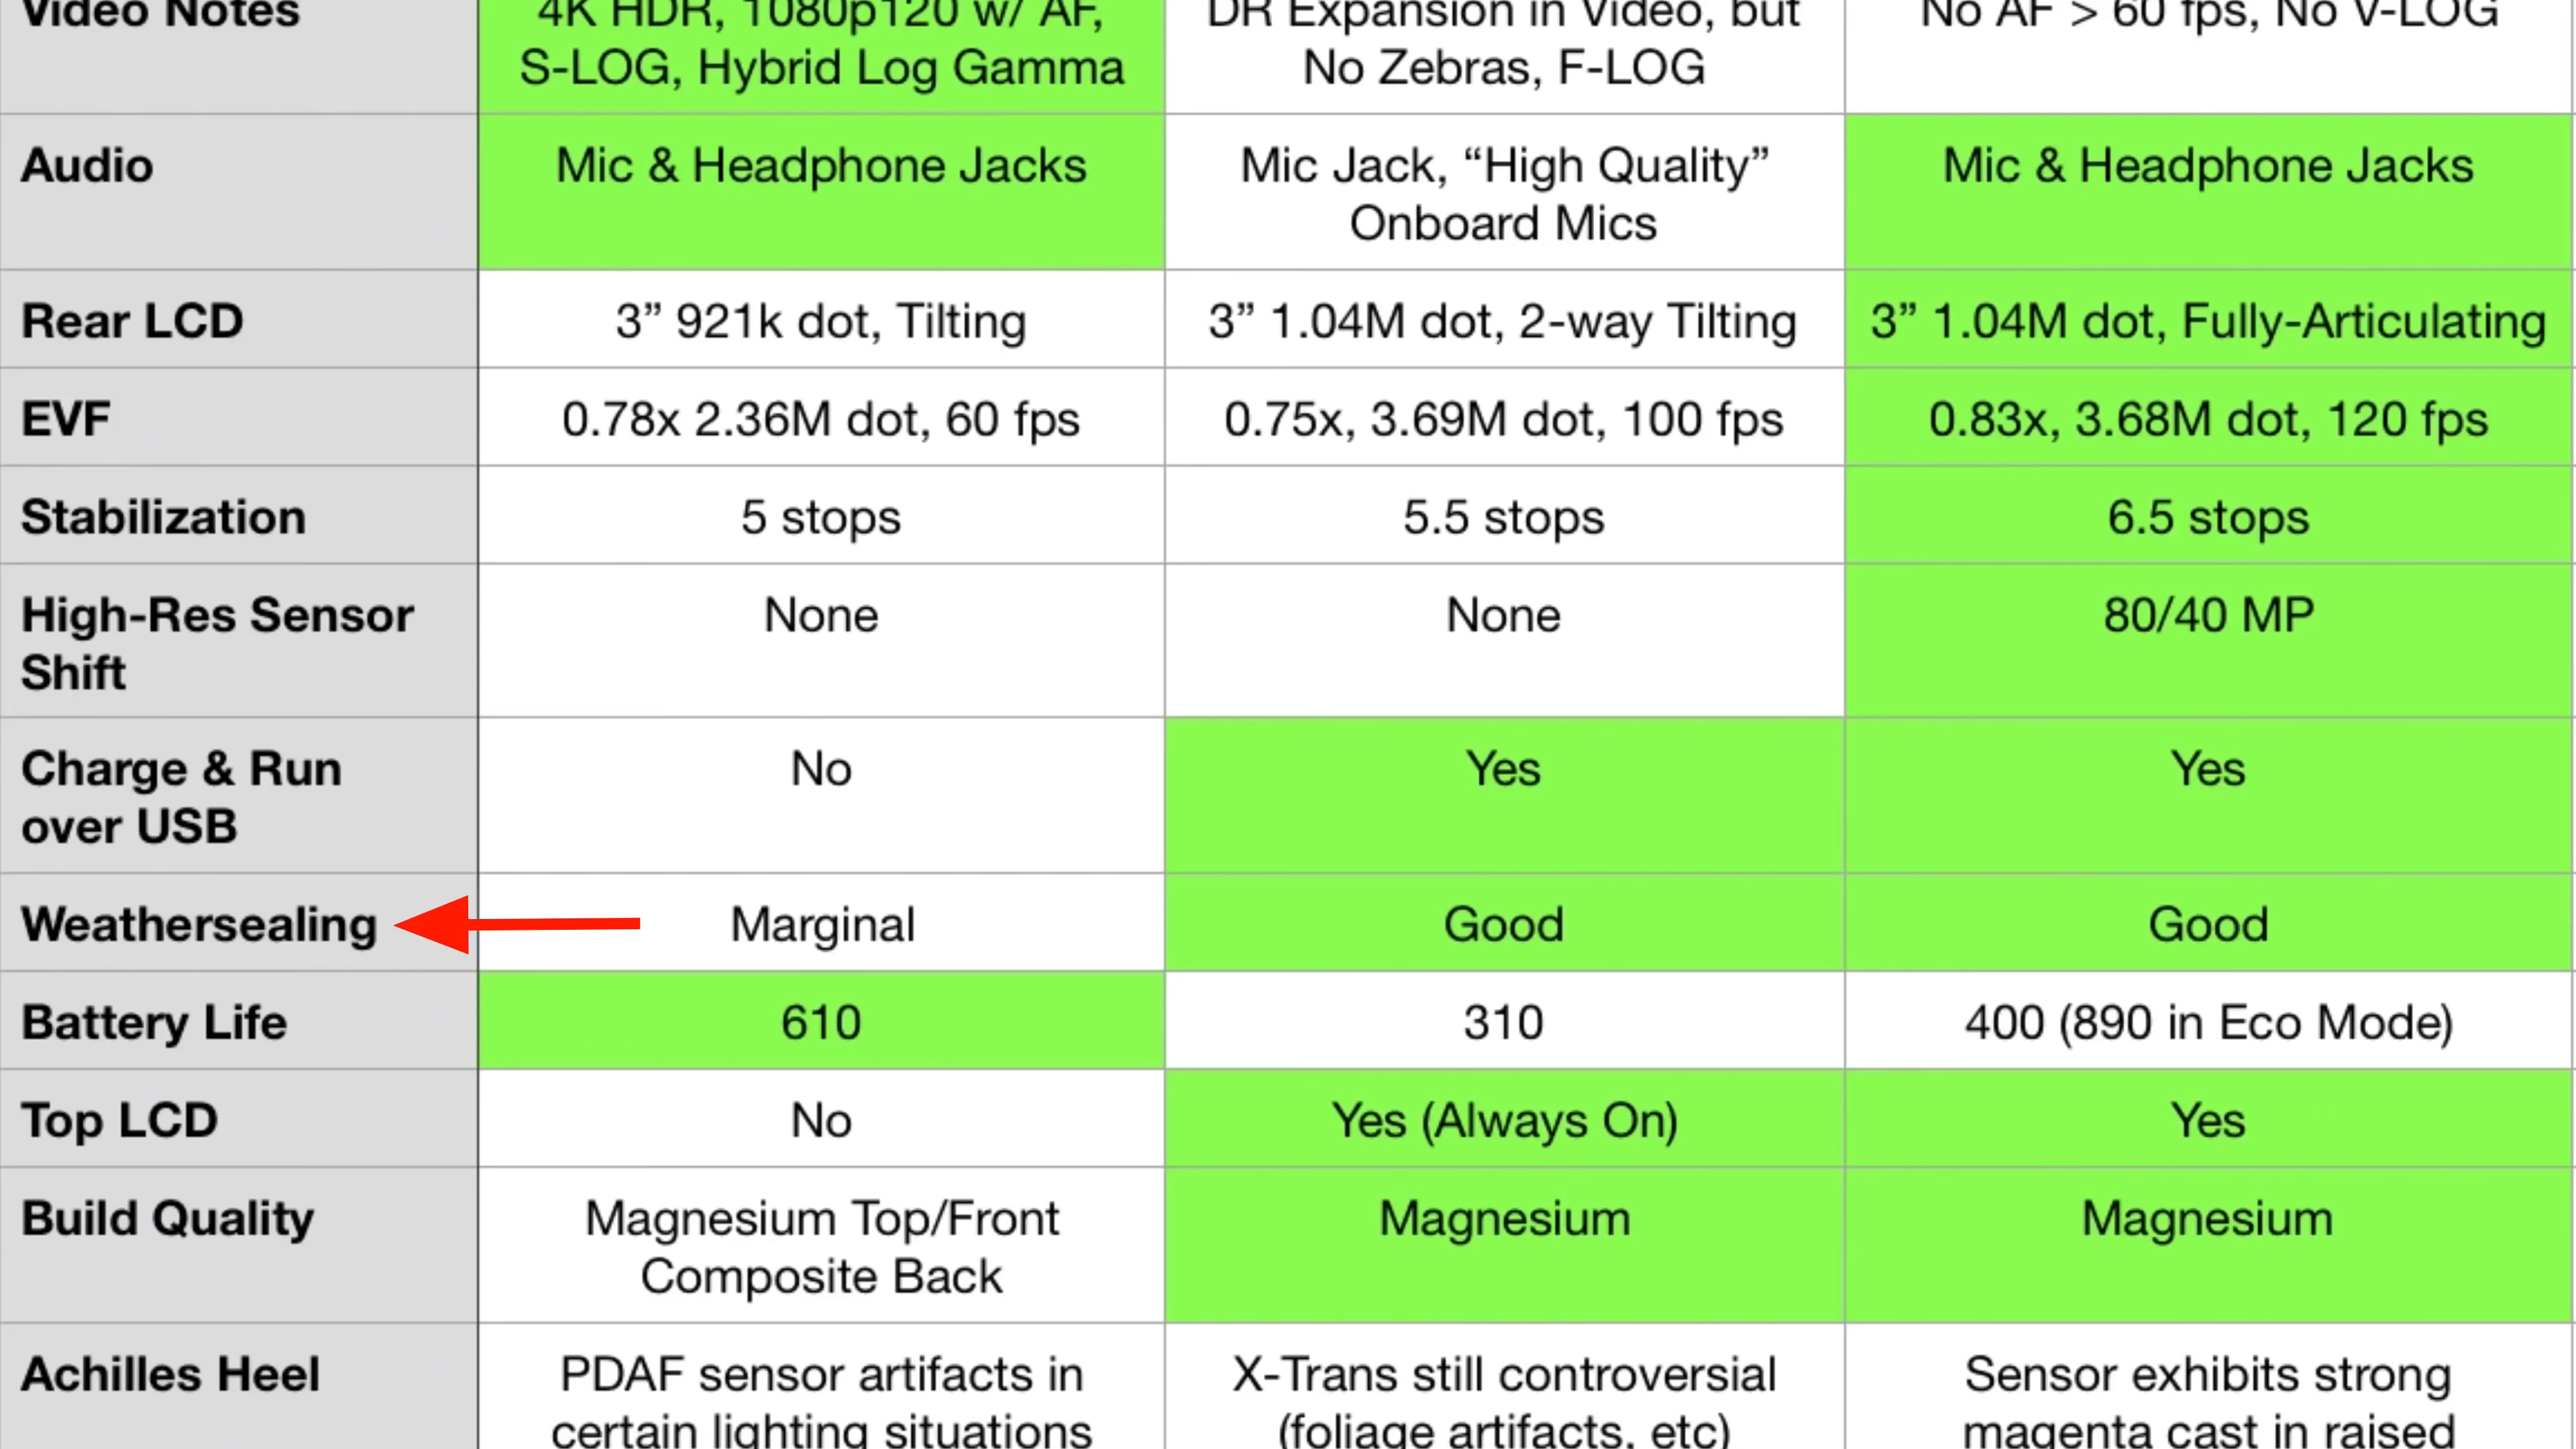 Video Notes
4K HDR, 1080p120 w/ AF,
S-LOG, Hybrid Log Gamma
DR Expansion in Video, but
No Zebras, F-LOG
No AF > 60 fps, No V-LOG
Audio
Mic & Headphone Jacks
Mic Jack, “High Quality”
Onboard Mics
Mic & Headphone Jacks
Rear LCD
3” 921k dot, Tilting
3” 1.04M dot, 2-way Tilting
3” 1.04M dot, Fully-Articulating
EVF
0.78x 2.36M dot, 60 fps
0.75x, 3.69M dot, 100 fps
0.83x, 3.68M dot, 120 fps
Stabilization
5 stops
5.5 stops
6.5 stops
High-Res Sensor
Shift
None
None
80/40 MP
Charge & Run
over USB
No
Yes
Yes
Weathersealing
Marginal
Good
Good
Battery Life
610
310
400 (890 in Eco Mode)
Top LCD
No
Yes (Always On)
Yes
Build Quality
Magnesium Top/Front
Composite Back
Magnesium
Magnesium
Achilles Heel
PDAF sensor artifacts in
certain lighting situations
X-Trans still controversial
(foliage artifacts, etc)
Sensor exhibits strong
magenta cast in raised